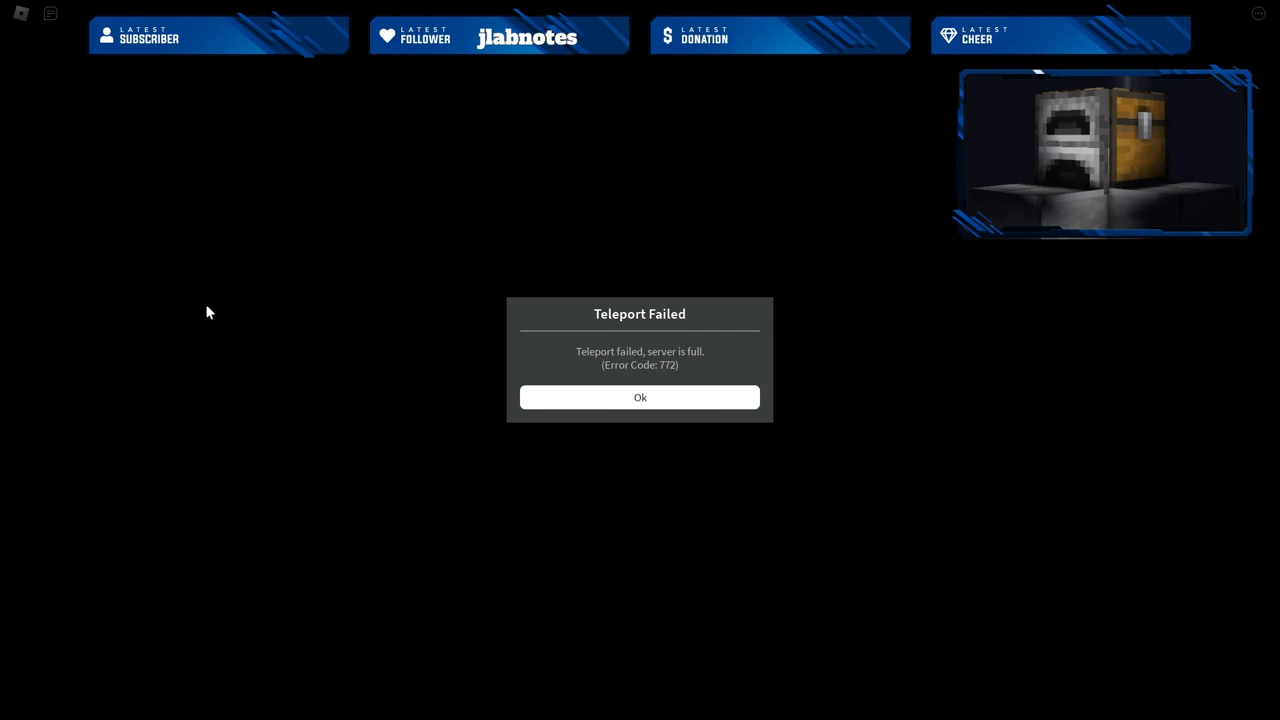 LATEST
SUBSCRIBER
LATEST
FOLLOWER
jlabnotes
LATEST
DONATION
LATEST
CHEER
Teleport Failed
Teleport failed, server is full.
(Error Code: 772)
Ok